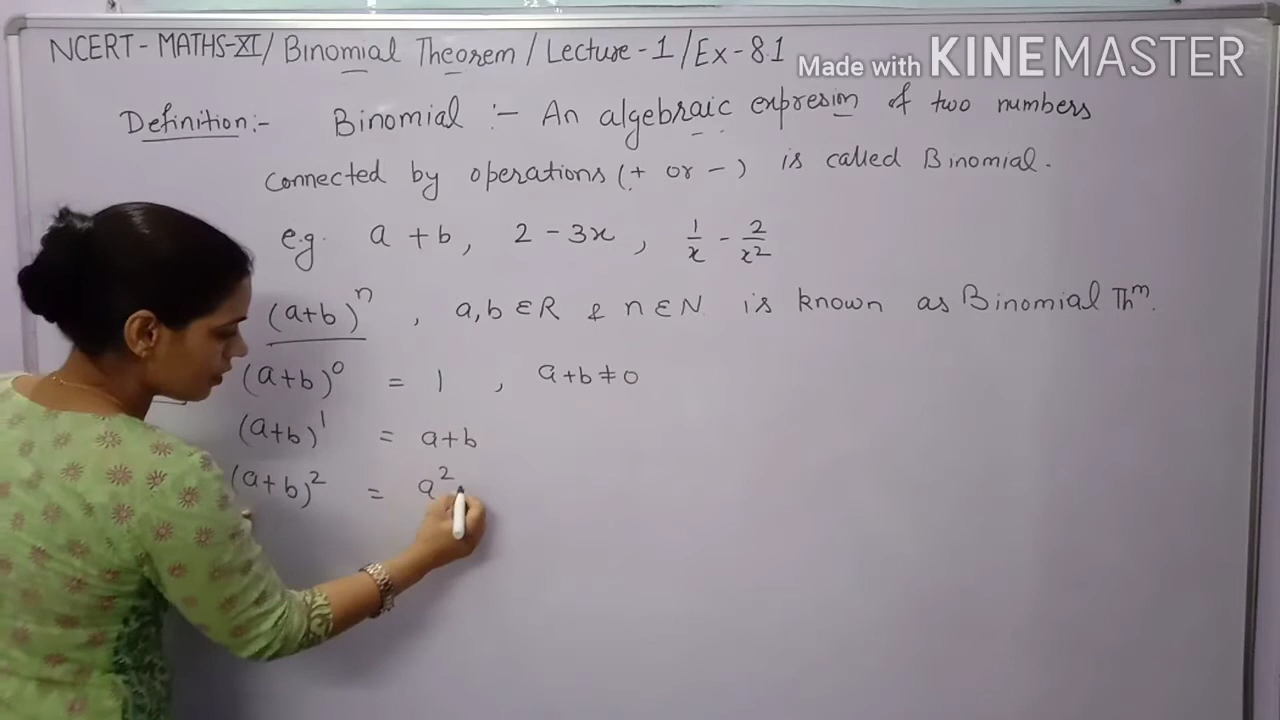 NCERT - MATHS-XI / Binomial Theorem / Lecture - 1 / Ex - 8.1
Made with KINEMASTER
Definition :- Binomial :- An algebraic expresion of two numbers
connected by operations (+ or -) is called Binomial.
e.g. a + b, 2 - 3x, 1/x - 2/x²
(a+b)ⁿ, a,b ∈ R & n ∈ N is known as Binomial Thᵐ.
(a+b)⁰ = 1, a+b ≠ 0
(a+b)¹ = a+b
(a+b)² = a²